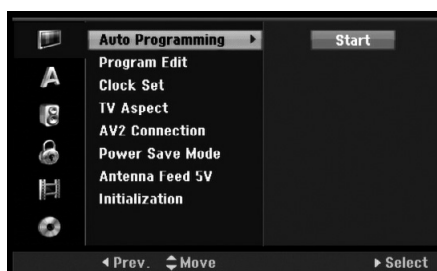 Auto Programming ► Start
Program Edit
Clock Set
TV Aspect
AV2 Connection
Power Save Mode
Antenna Feed 5V
Initialization
A
◄ Prev. Move ► Select